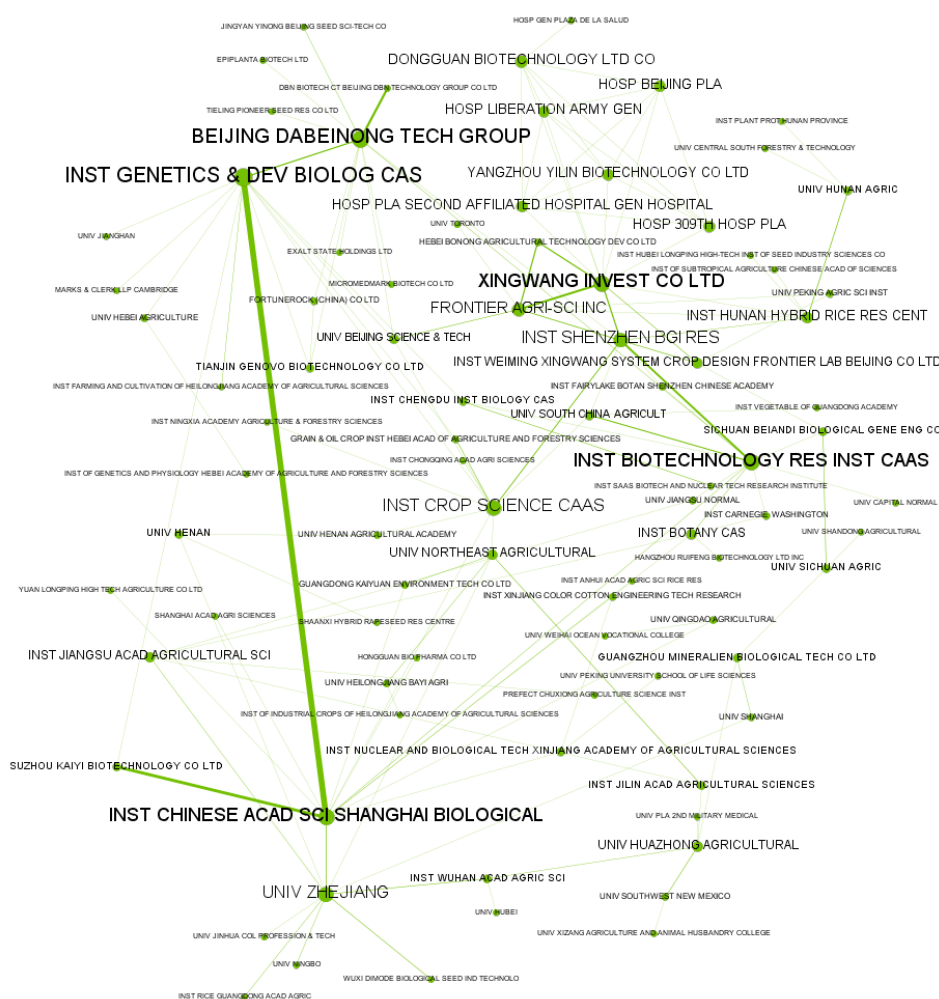 HOSP GEN PLAZA DE LA SALUD
JINGYAN YINONG BEIJING SEED SCI-TECH CO
EPIPLANTA BIOTECH LTD
DONGGUAN BIOTECHNOLOGY LTD CO
DBN BIOTECH CT BEIJING DBN TECHNOLOGY GROUP CO LTD
HOSP BEIJING PLA
TIELING PIONEER SEED RES CO LTD
HOSP LIBERATION ARMY GEN
INST PLANT PROT HUNAN PROVINCE
BEIJING DABEINONG TECH GROUP
UNIV CENTRAL SOUTH FORESTRY & TECHNOLOGY
INST GENETICS & DEV BIOLOG CAS
YANGZHOU YILIN BIOTECHNOLOGY CO LTD
UNIV HUNAN AGRIC
HOSP PLA SECOND AFFILIATED HOSPITAL GEN HOSPITAL
UNIV TORONTO
HOSP 309TH HOSP PLA
UNIV JIANGHAN
HEBEI BONONG AGRICULTURAL TECHNOLOGY DEV CO LTD
EXALT STATE HOLDINGS LTD
INST HUBEI LONGPING HIGH-TECH INST OF SEED INDUSTRY SCIENCES CO
INST OF SUBTROPICAL AGRICULTURE CHINESE ACAD OF SCIENCES
XINGWANG INVEST CO LTD
MICROMEDMARK BIOTECH CO LTD
MARKS & CLERK LLP CAMBRIDGE
UNIV PEKING AGRIC SCI INST
FORTUNEROCK (CHINA) CO LTD
FRONTIER AGRI-SCI INC
UNIV HEBEI AGRICULTURE
INST HUNAN HYBRID RICE RES CENT
UNIV BEIJING SCIENCE & TECH
INST SHENZHEN BGI RES
TIANJIN GENOVO BIOTECHNOLOGY CO LTD
INST WEIMING XINGWANG SYSTEM CROP DESIGN FRONTIER LAB BEIJING CO LTD
INST FARMING AND CULTIVATION OF HEILONGJIANG ACADEMY OF AGRICULTURAL SCIENCES
INST FAIRYLAKE BOTAN SHENZHEN CHINESE ACADEMY
INST CHENGDU INST BIOLOGY CAS
INST VEGETABLE OF GUANGDONG ACADEMY
UNIV SOUTH CHINA AGRICULT
INST NINGXIA ACADEMY AGRICULTURE & FORESTRY SCIENCES
SICHUAN BEIANDI BIOLOGICAL GENE ENG CO
GRAIN & OIL CROP INST HEBEI ACAD OF AGRICULTURE AND FORESTRY SCIENCES
INST CHONGQING ACAD AGRI SCIENCES
INST BIOTECHNOLOGY RES INST CAAS
INST OF GENETICS AND PHYSIOLOGY HEBEI ACADEMY OF AGRICULTURE AND FORESTRY SCIENCES
INST SAAS BIOTECH AND NUCLEAR TECH RESEARCH INSTITUTE
UNIV JIANGSU NORMAL
UNIV CAPITAL NORMAL
INST CROP SCIENCE CAAS
INST CARNEGIE WASHINGTON
UNIV HENAN
UNIV HENAN AGRICULTURAL ACADEMY
INST BOTANY CAS
UNIV SHANDONG AGRICULTURAL
UNIV NORTHEAST AGRICULTURAL
HANGZHOU RUIFENG BIOTECHNOLOGY LTD INC
UNIV SICHUAN AGRIC
INST ANHUI ACAD AGRIC SCI RICE RES
GUANGDONG KAIYUAN ENVIRONMENT TECH CO LTD
YUAN LONGPING HIGH TECH AGRICULTURE CO LTD
INST XINJIANG COLOR COTTON ENGINEERING TECH RESEARCH
SHANGHAI ACAD AGRI SCIENCES
SHAANXI HYBRID RAPESEED RES CENTRE
UNIV QINGDAO AGRICULTURAL
UNIV WEIHAI OCEAN VOCATIONAL COLLEGE
INST JIANGSU ACAD AGRICULTURAL SCI
HONGGUAN BIO PHARMA CO LTD
GUANGZHOU MINERALIEN BIOLOGICAL TECH CO LTD
UNIV PEKING UNIVERSITY SCHOOL OF LIFE SCIENCES
UNIV HEILONGJIANG BAYI AGRI
PREFECT CHUXIONG AGRICULTURE SCIENCE INST
INST OF INDUSTRIAL CROPS OF HEILONGJIANG ACADEMY OF AGRICULTURAL SCIENCES
UNIV SHANGHAI
INST NUCLEAR AND BIOLOGICAL TECH XINJIANG ACADEMY OF AGRICULTURAL SCIENCES
SUZHOU KAIYI BIOTECHNOLOGY CO LTD
INST JILIN ACAD AGRICULTURAL SCIENCES
INST CHINESE ACAD SCI SHANGHAI BIOLOGICAL
UNIV PLA 2ND MILITARY MEDICAL
UNIV HUAZHONG AGRICULTURAL
INST WUHAN ACAD AGRIC SCI
UNIV ZHEJIANG
UNIV SOUTHWEST NEW MEXICO
UNIV HUBEI
UNIV JINHUA COL PROFESSION & TECH
UNIV XIZANG AGRICULTURE AND ANIMAL HUSBANDRY COLLEGE
UNIV NINGBO
WUXI DIMODE BIOLOGICAL SEED IND TECHNOLO
INST RICE GUANGDONG ACAD AGRIC